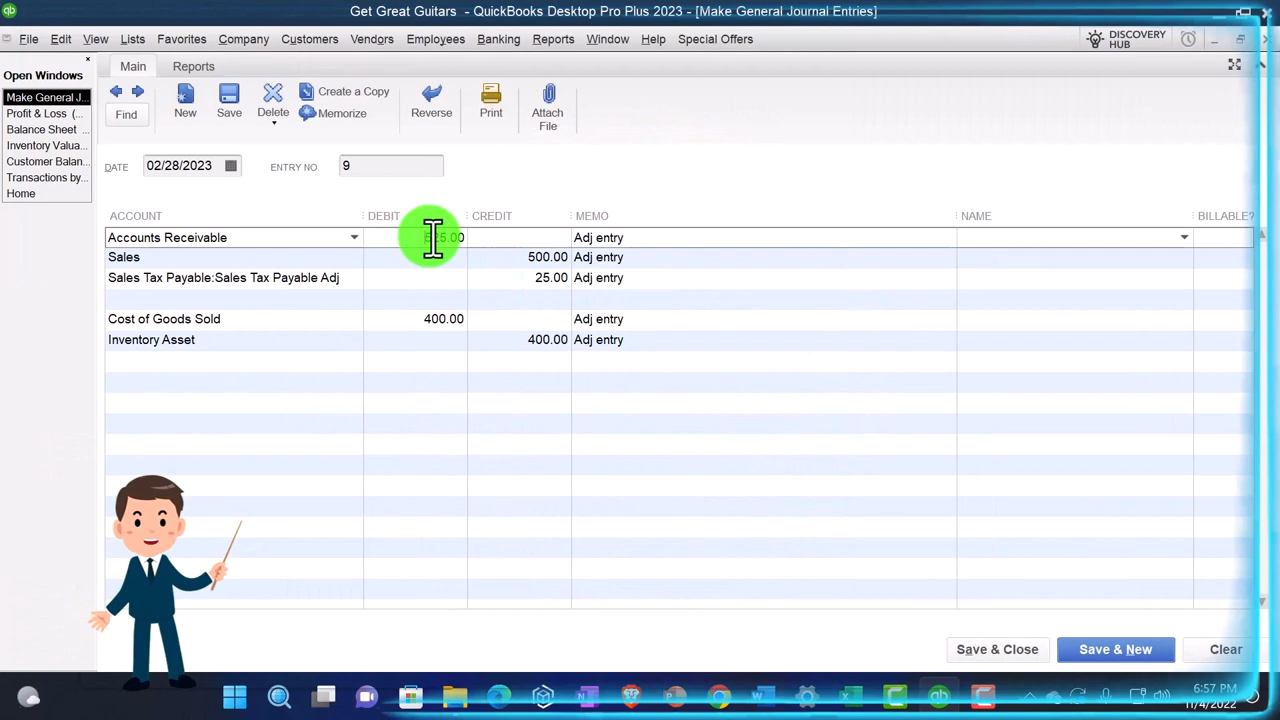 Get Great Guitars - QuickBooks Desktop Pro Plus 2023 - [Make General Journal Entries]
File Edit View Lists Favorites Company Customers Vendors Employees Banking Reports Window Help Special Offers
DISCOVERY HUB
Open Windows
Make General J...
Profit & Loss (...
Balance Sheet ...
Inventory Valua...
Customer Balan...
Transactions by...
Home
Main Reports
Find
New
Save
Delete
Create a Copy
Memorize
Reverse
Print
Attach File
DATE 02/28/2023 ENTRY NO. 9
ACCOUNT DEBIT CREDIT MEMO NAME BILLABLE?
Accounts Receivable 525.00 Adj entry
Sales 500.00 Adj entry
Sales Tax Payable:Sales Tax Payable Adj 25.00 Adj entry
Cost of Goods Sold 400.00 Adj entry
Inventory Asset 400.00 Adj entry
Save & Close Save & New Clear
6:57 PM
11/4/2022